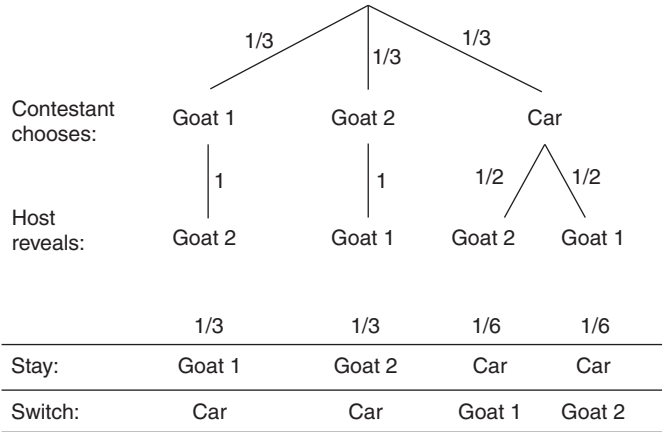 1/3 1/3 1/3
Contestant
chooses:
Goat 1 Goat 2 Car
1 1 1/2 1/2
Host
reveals:
Goat 2 Goat 1 Goat 2 Goat 1
1/3 1/3 1/6 1/6
Stay: Goat 1 Goat 2 Car Car
Switch: Car Car Goat 1 Goat 2